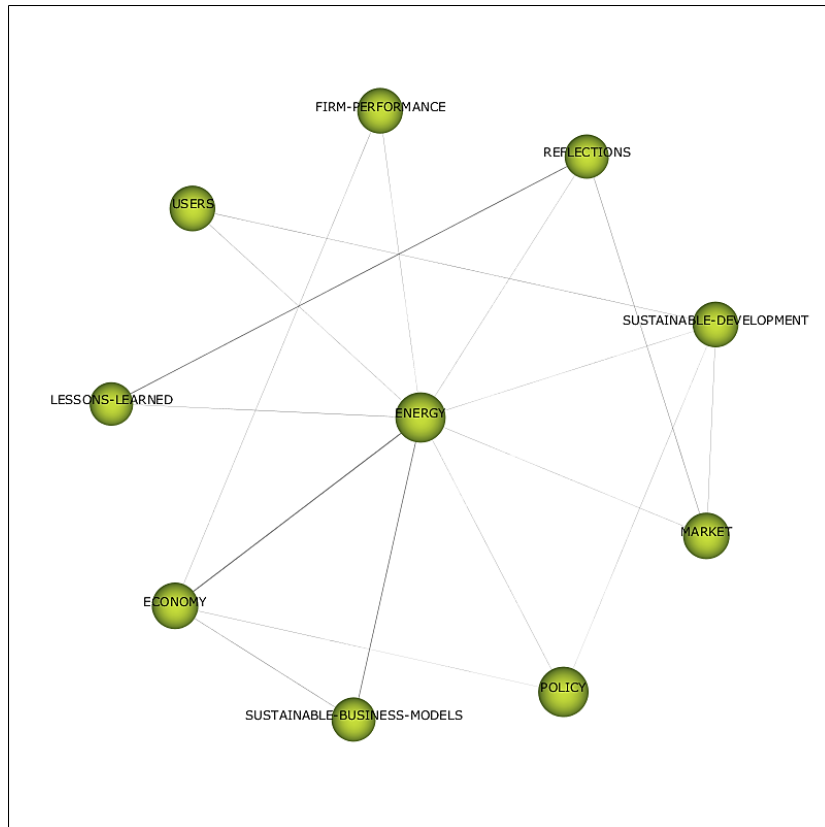 FIRM-PERFORMANCE
REFLECTIONS
USERS
SUSTAINABLE-DEVELOPMENT
LESSONS-LEARNED
ENERGY
MARKET
ECONOMY
POLICY
SUSTAINABLE-BUSINESS-MODELS